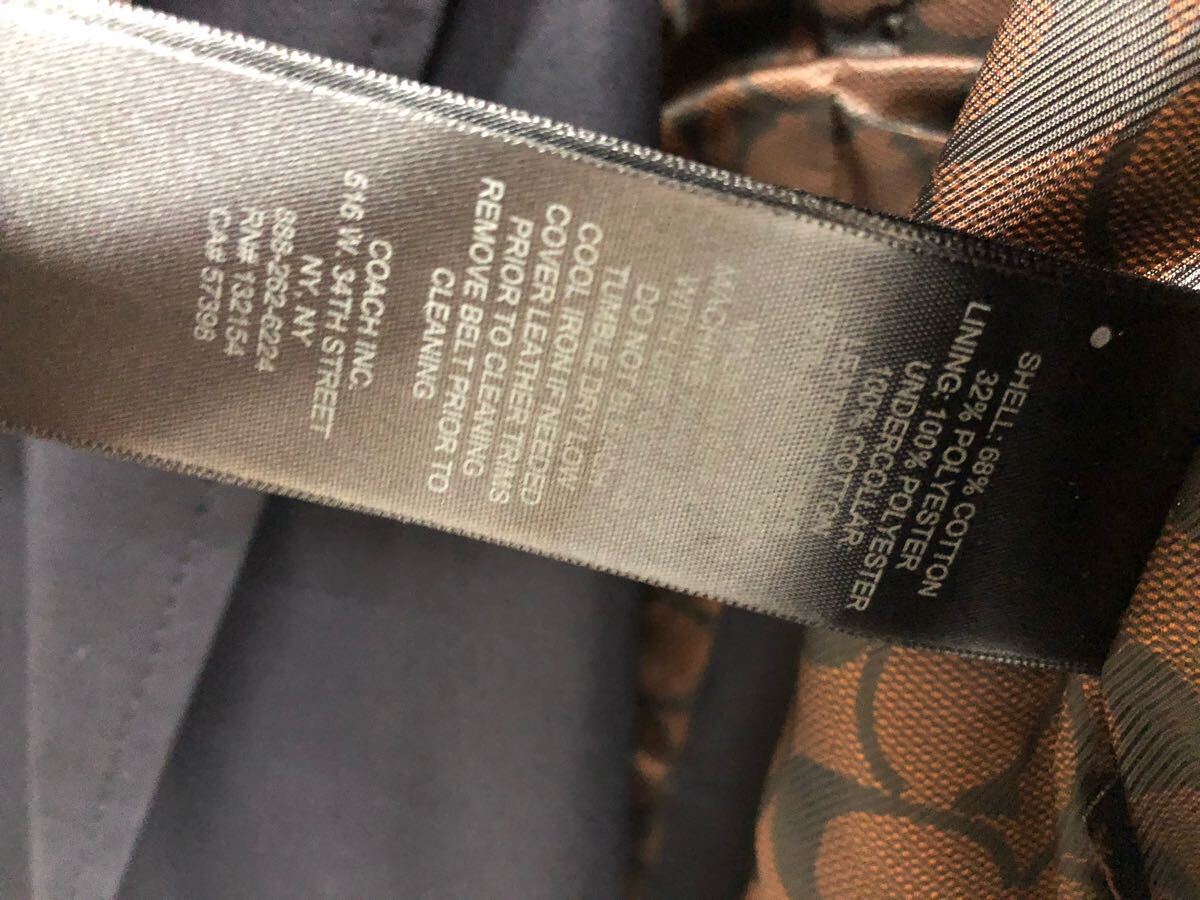 SHELL: 68% COTTON
32% POLYESTER
LINING: 100% POLYESTER
UNDERCOLLAR:
100% COTTON
MACHINE
DO NOT
TUMBLE DRY LOW
COOL IRON IF NEEDED
COVER LEATHER TRIMS
PRIOR TO CLEANING
REMOVE BELT PRIOR TO
CLEANING
COACH INC.
516 W. 34TH STREET
NY, NY
888-262-6224
RN# 132154
CA# 57398